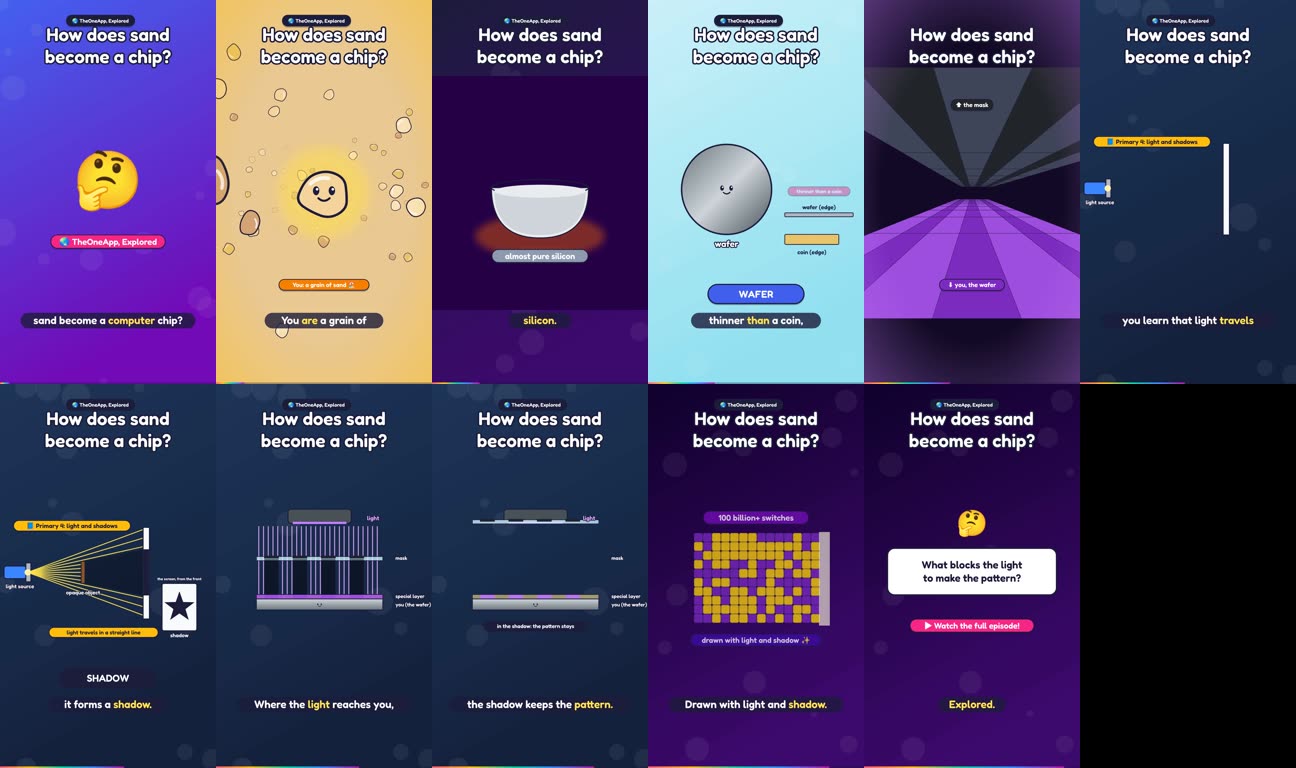 TheOneApp, Explored
How does sand
become a chip?
TheOneApp, Explored
sand become a computer chip?
TheOneApp, Explored
How does sand
become a chip?
You: a grain of sand
You are a grain of
TheOneApp, Explored
How does sand
become a chip?
almost pure silicon
silicon.
TheOneApp, Explored
How does sand
become a chip?
thinner than a coin
wafer (edge)
wafer
coin (edge)
WAFER
thinner than a coin,
How does sand
become a chip?
⬆ the mask
⬇ you, the wafer
TheOneApp, Explored
How does sand
become a chip?
Primary 4: light and shadows
light source
you learn that light travels
TheOneApp, Explored
How does sand
become a chip?
Primary 4: light and shadows
the screen, from the front
light source
opaque object
light travels in a straight line
shadow
SHADOW
it forms a shadow.
TheOneApp, Explored
How does sand
become a chip?
light
mask
special layer
you (the wafer)
Where the light reaches you,
TheOneApp, Explored
How does sand
become a chip?
light
mask
special layer
you (the wafer)
in the shadow: the pattern stays
the shadow keeps the pattern.
TheOneApp, Explored
How does sand
become a chip?
100 billion+ switches
drawn with light and shadow ✨
Drawn with light and shadow.
TheOneApp, Explored
How does sand
become a chip?
What blocks the light
to make the pattern?
▶ Watch the full episode!
Explored.